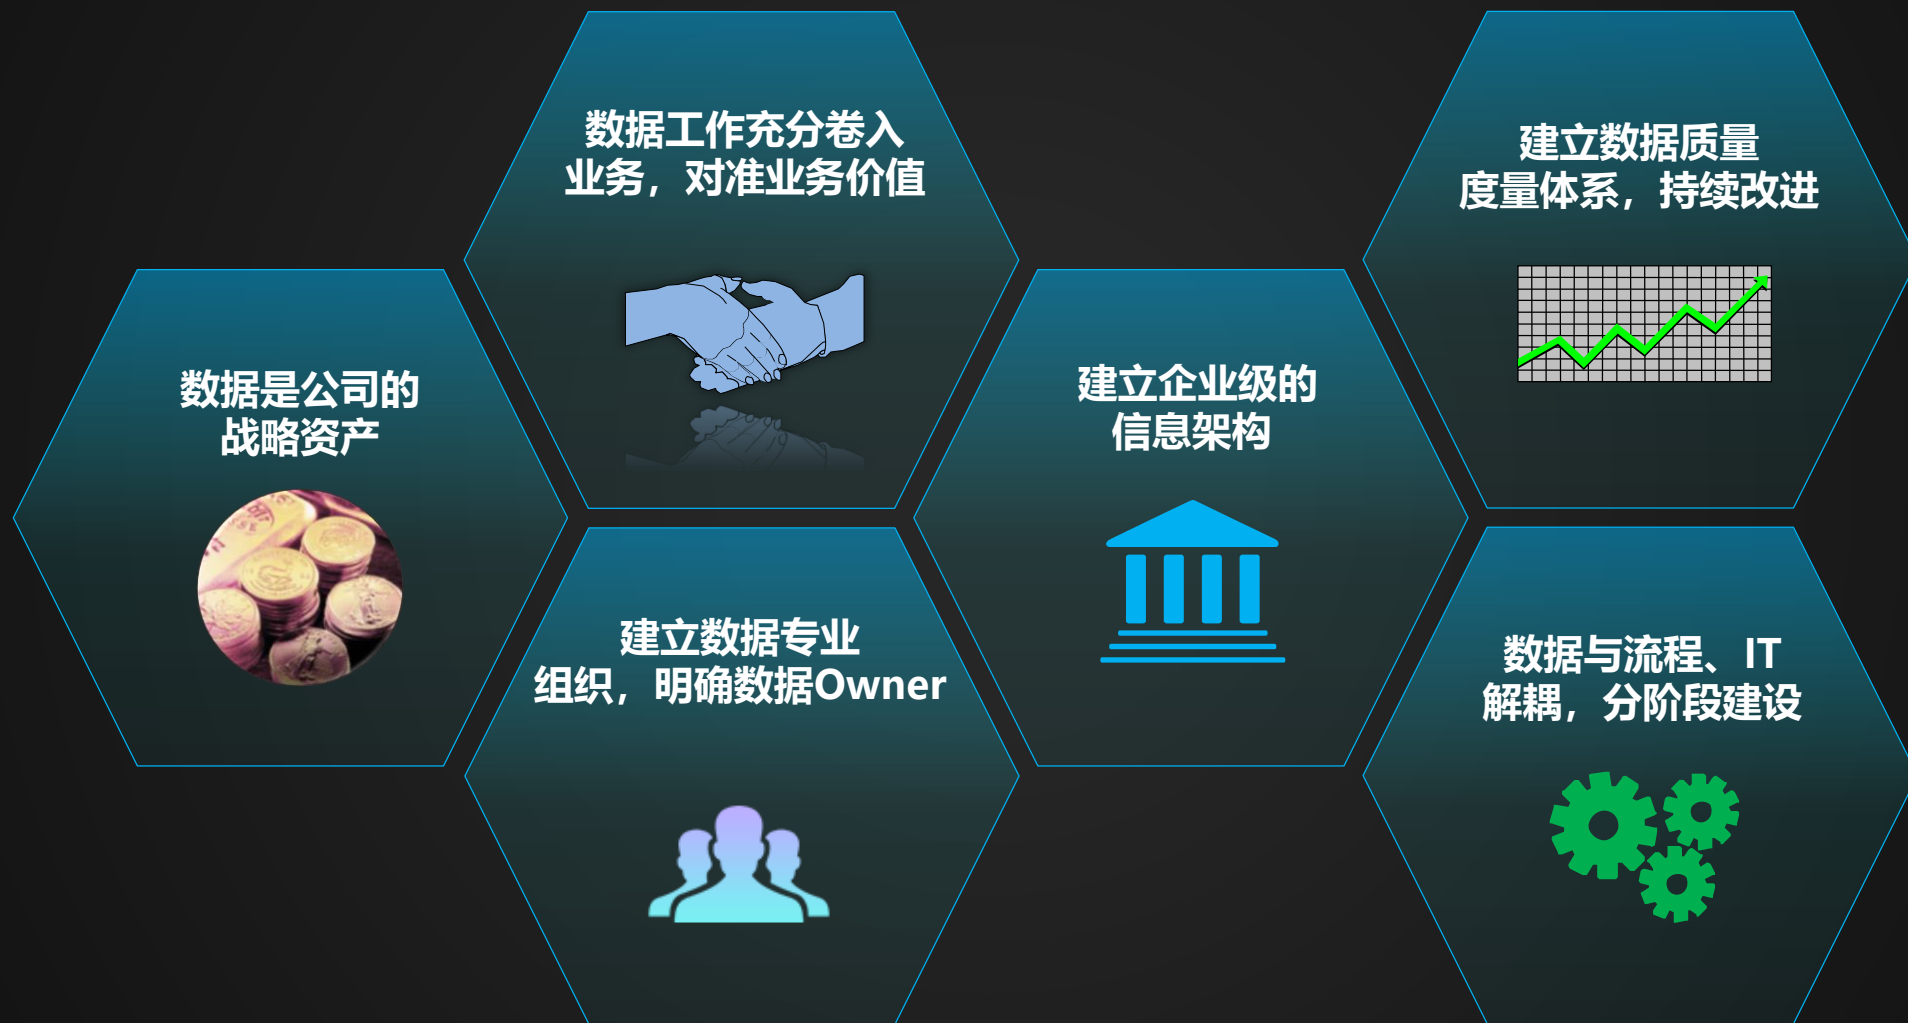 数据是公司的
战略资产
数据工作充分卷入
业务，对准业务价值
建立数据专业
组织，明确数据Owner
建立企业级的
信息架构
建立数据质量
度量体系，持续改进
数据与流程、IT
解耦，分阶段建设